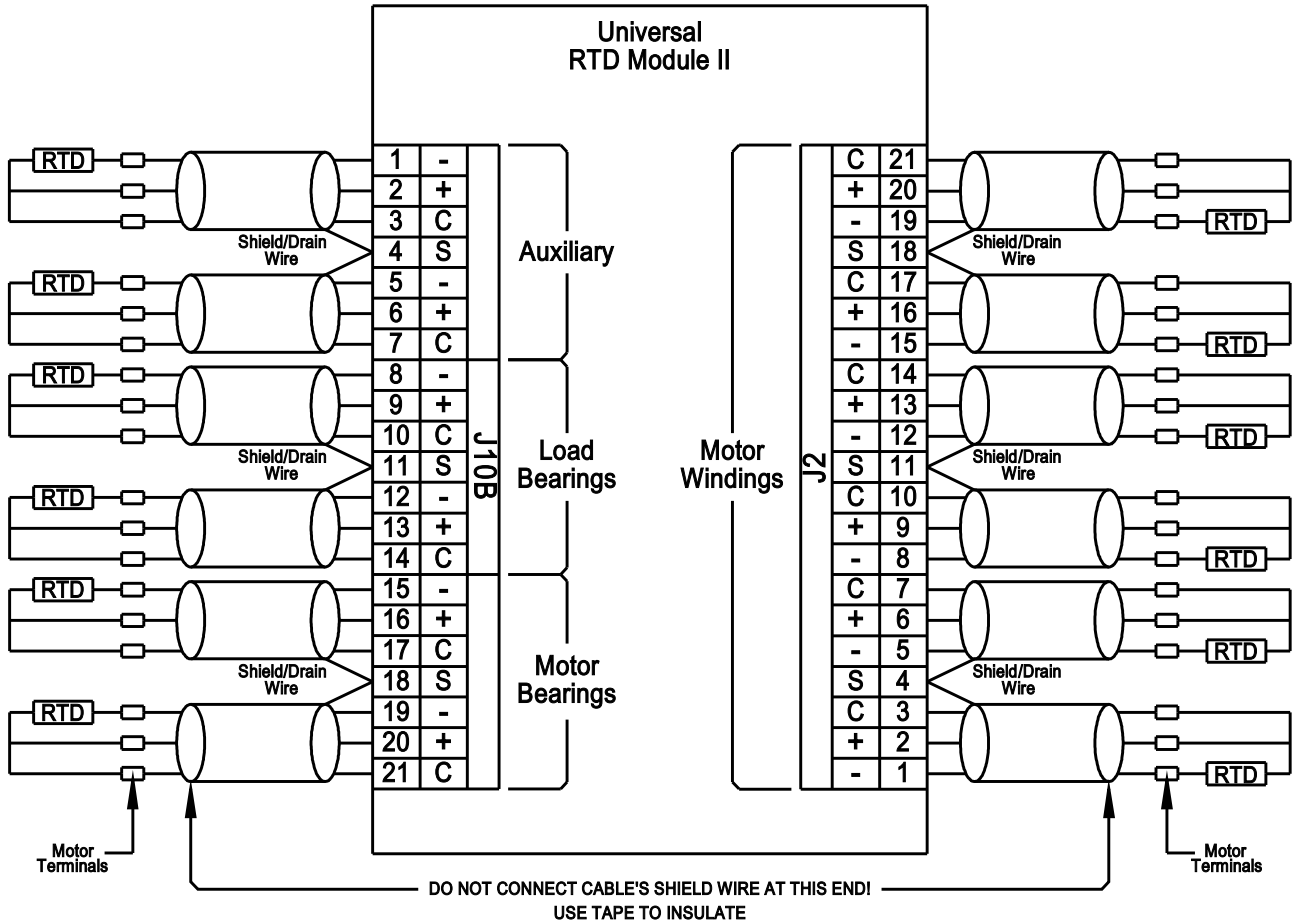 Universal
RTD Module II
RTD 1 - C 21
2 + + 20
3 C - 19 RTD
Shield/Drain Wire 4 S Auxiliary S 18 Shield/Drain Wire
RTD 5 - C 17
6 + + 16
7 C - 15 RTD
RTD 8 - C 14
9 + + 13
10 C - 12 RTD
Shield/Drain Wire 11 S J10B Load Bearings Motor Windings J2 S 11 Shield/Drain Wire
RTD 12 - C 10
13 + + 9
14 C - 8 RTD
RTD 15 - C 7
16 + + 6
17 C - 5 RTD
Shield/Drain Wire 18 S Motor Bearings S 4 Shield/Drain Wire
RTD 19 - C 3
20 + + 2
21 C - 1 RTD
Motor Terminals Motor Terminals
DO NOT CONNECT CABLE'S SHIELD WIRE AT THIS END!
USE TAPE TO INSULATE